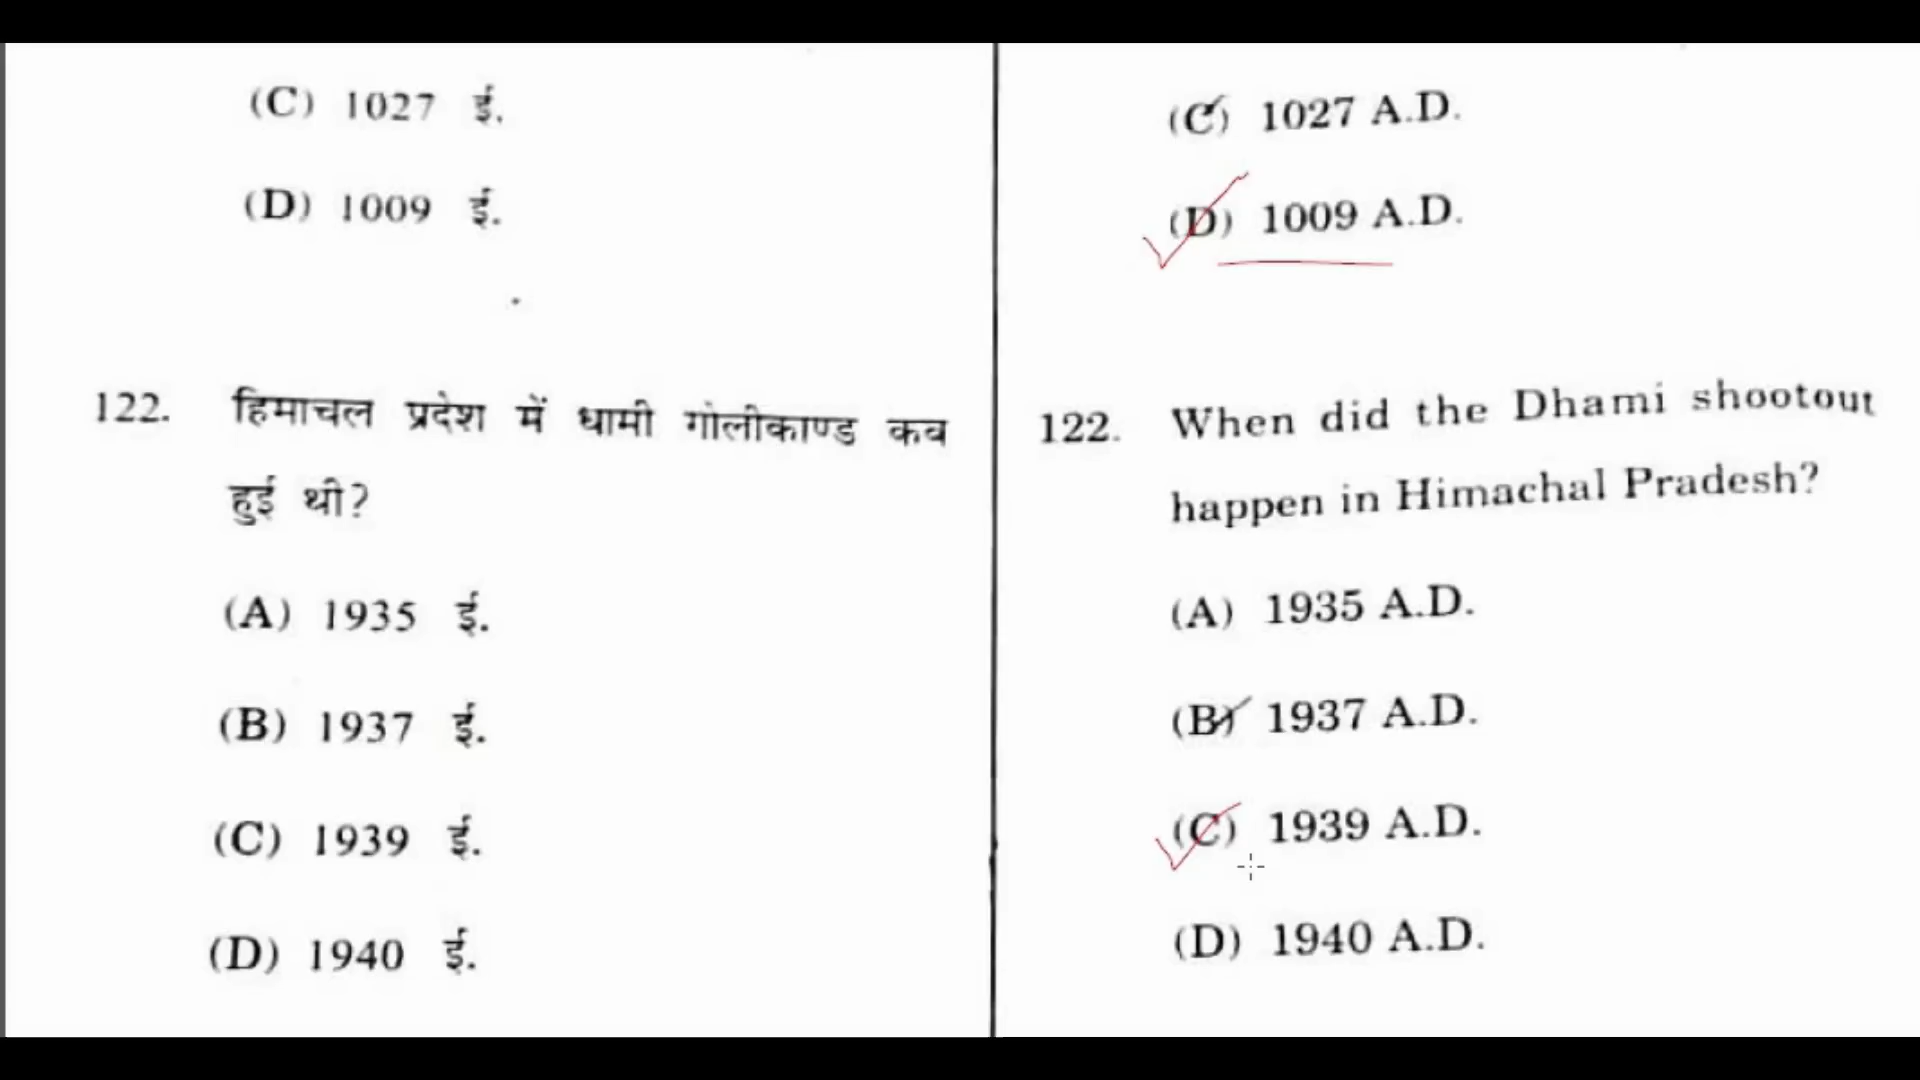 (C) 1027 ई.
(D) 1009 ई.
122. हिमाचल प्रदेश में धामी गोलीकाण्ड कब
हुई थी?
(A) 1935 ई.
(B) 1937 ई.
(C) 1939 ई.
(D) 1940 ई.
(C) 1027 A.D.
(D) 1009 A.D.
122. When did the Dhami shootout
happen in Himachal Pradesh?
(A) 1935 A.D.
(B) 1937 A.D.
(C) 1939 A.D.
(D) 1940 A.D.